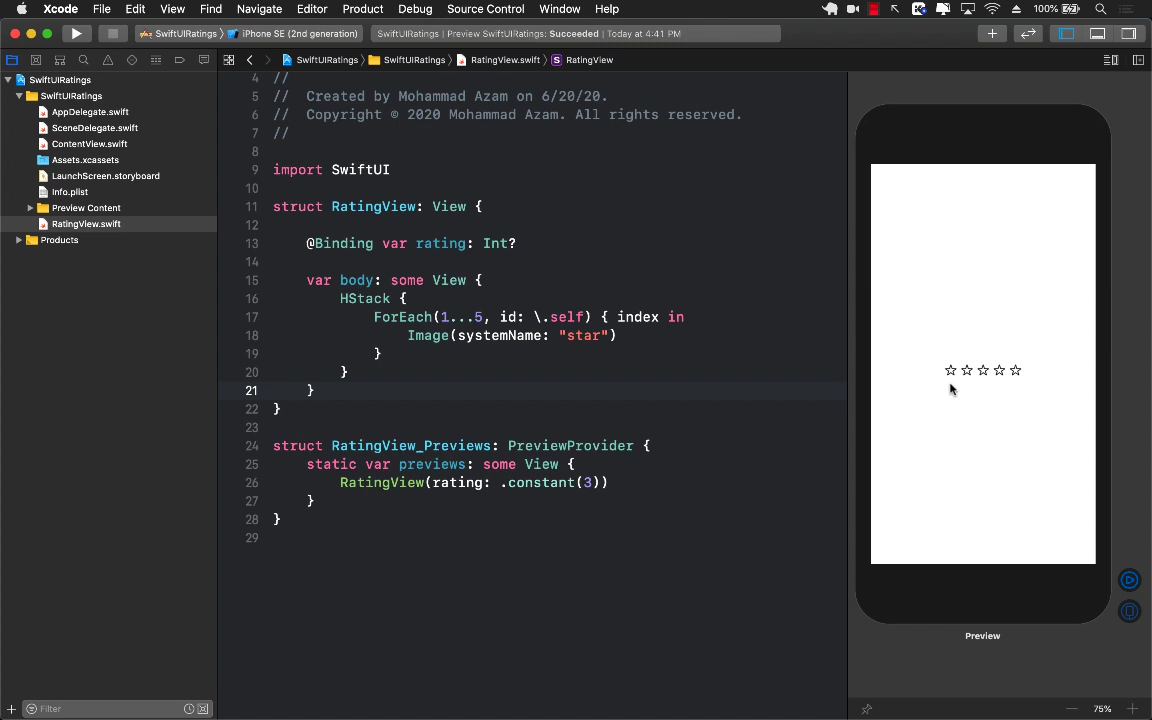 Xcode File Edit View Find Navigate Editor Product Debug Source Control Window Help 100%
SwiftUIRatings iPhone SE (2nd generation) SwiftUIRatings | Preview SwiftUIRatings: Succeeded | Today at 4:41 PM
SwiftUIRatings SwiftUIRatings RatingView.swift S RatingView
SwiftUIRatings
SwiftUIRatings
AppDelegate.swift
SceneDelegate.swift
ContentView.swift
Assets.xcassets
LaunchScreen.storyboard
Info.plist
Preview Content
RatingView.swift
Products
Filter
4 //
5 // Created by Mohammad Azam on 6/20/20.
6 // Copyright © 2020 Mohammad Azam. All rights reserved.
7 //
8
9 import SwiftUI
10
11 struct RatingView: View {
12
13 @Binding var rating: Int?
14
15 var body: some View {
16 HStack {
17 ForEach(1...5, id: \.self) { index in
18 Image(systemName: "star")
19 }
20 }
21 }
22 }
23
24 struct RatingView_Previews: PreviewProvider {
25 static var previews: some View {
26 RatingView(rating: .constant(3))
27 }
28 }
29
Preview
75%